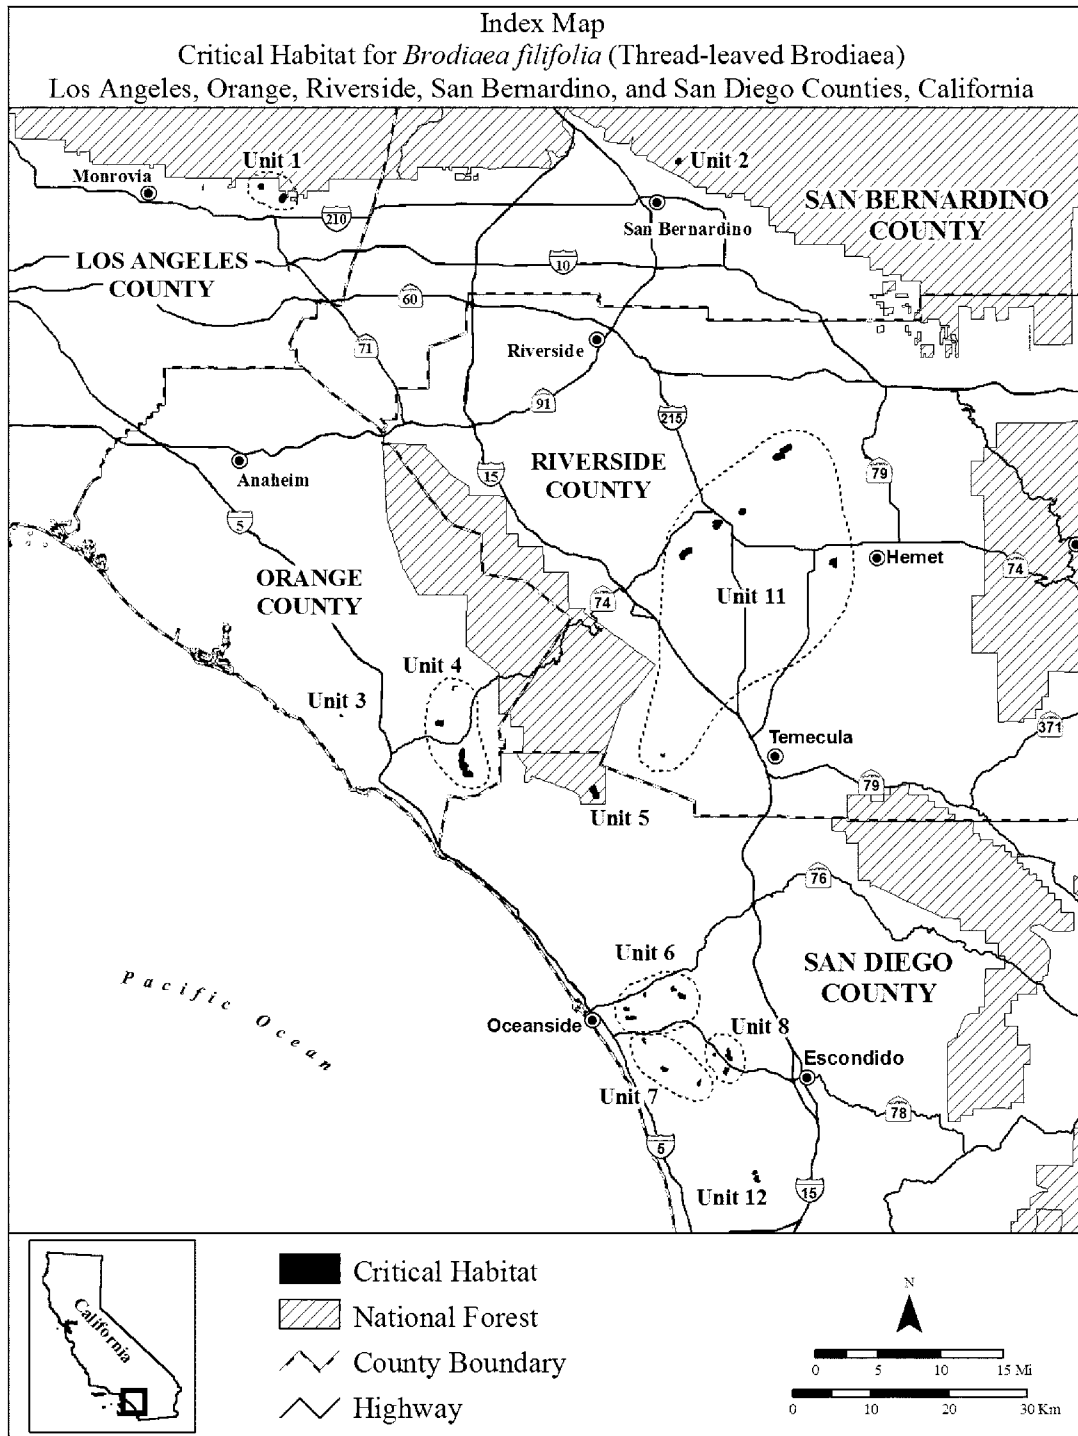 Index Map
Critical Habitat for Brodiaea filifolia (Thread-leaved Brodiaea)
Los Angeles, Orange, Riverside, San Bernardino, and San Diego Counties, California
Unit 1
Unit 2
Monrovia
SAN BERNARDINO
COUNTY
210
San Bernardino
LOS ANGELES
COUNTY
10
60
71
Riverside
91
215
RIVERSIDE
COUNTY
15
79
Anaheim
5
ORANGE
COUNTY
Hemet
74
74
Unit 11
Unit 4
Unit 3
371
Temecula
79
Unit 5
76
Unit 6
SAN DIEGO
COUNTY
Pacific Ocean
Oceanside
Unit 8
Escondido
Unit 7
78
5
Unit 12
15
California
Critical Habitat
National Forest
County Boundary
Highway
N
0 5 10 15 Mi
0 10 20 30 Km